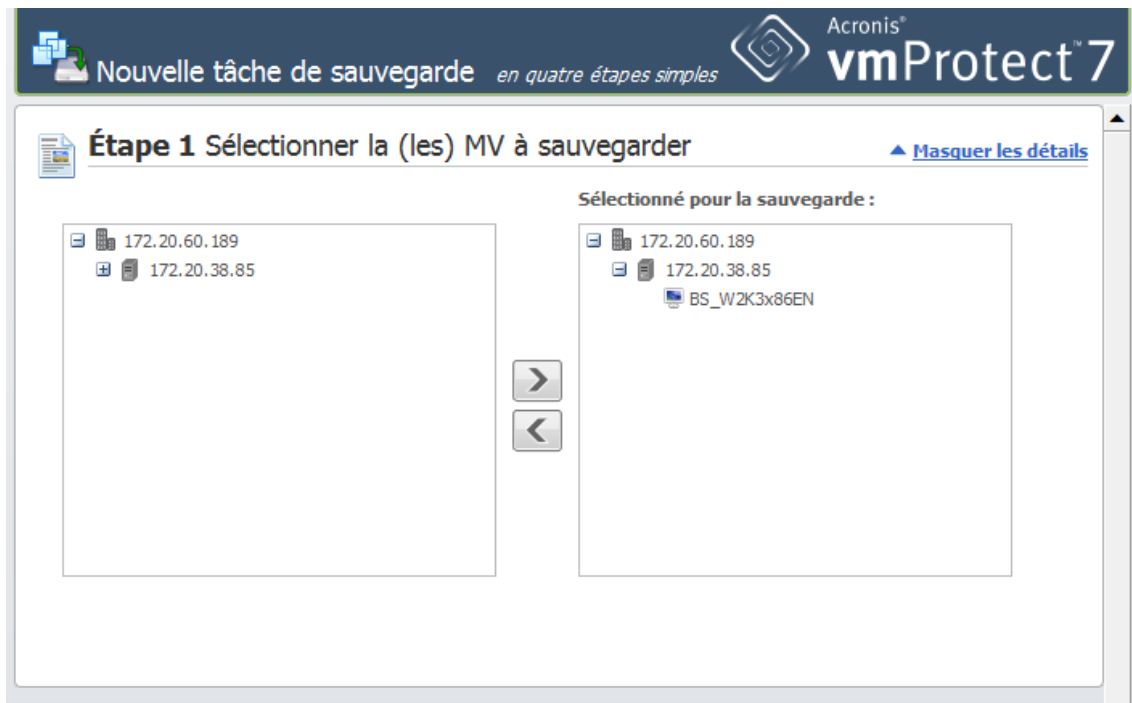 Nouvelle tâche de sauvegarde en quatre étapes simples
Acronis®
vmProtect™ 7
Étape 1 Sélectionner la (les) MV à sauvegarder
Masquer les détails
Sélectionné pour la sauvegarde :
172.20.60.189
172.20.38.85
172.20.60.189
172.20.38.85
BS_W2K3x86EN